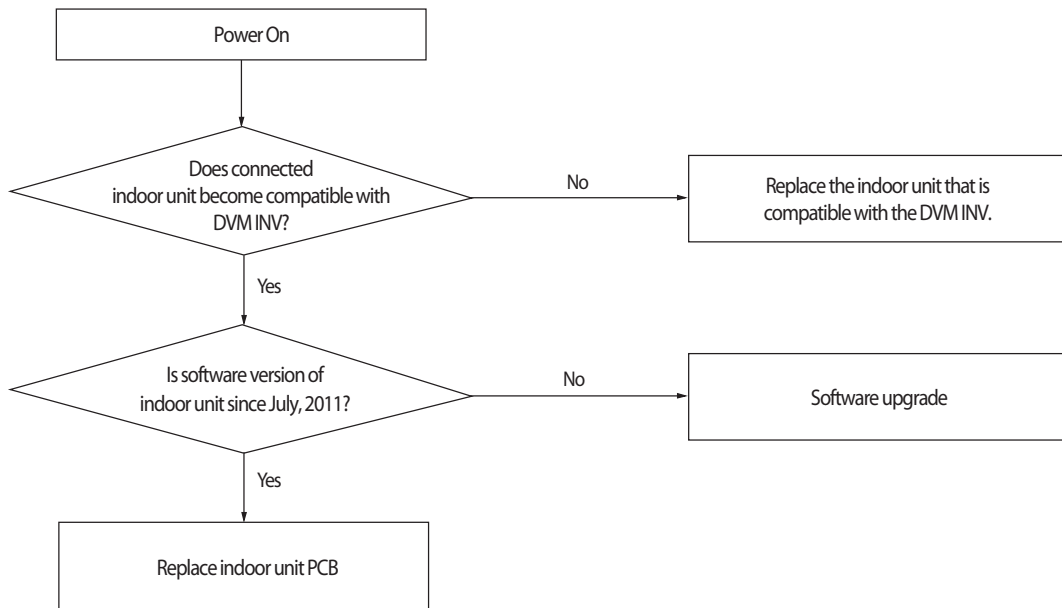 Power On
Does connected
indoor unit become compatible with
DVM INV?
No
Replace the indoor unit that is
compatible with the DVM INV.
Yes
Is software version of
indoor unit since July, 2011?
No
Software upgrade
Yes
Replace indoor unit PCB